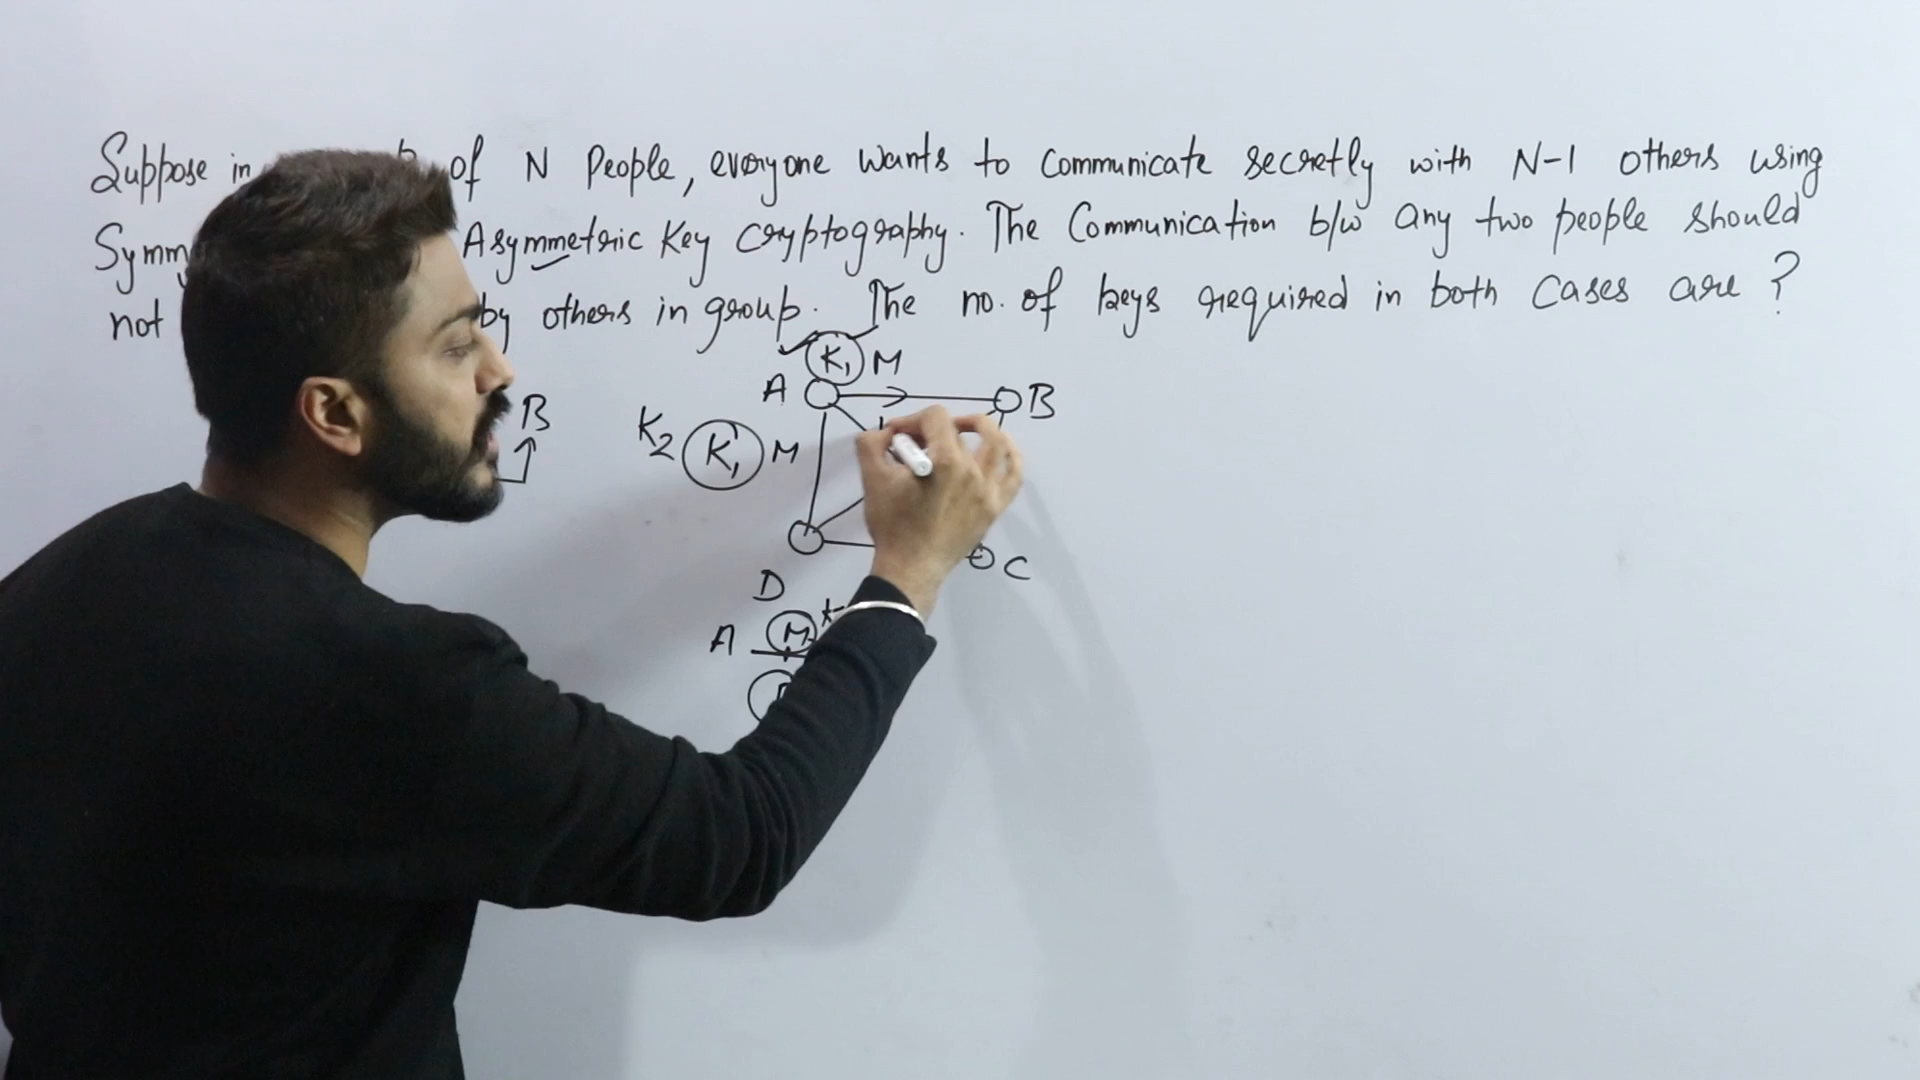 Suppose in of N People, everyone wants to Communicate secretly with N-1 others using
Symm Asymmetric Key Cryptography. The Communication b/w any two people should
not by others in group. The no. of keys required in both Cases are ?
K1 M
A B
B K2 K1 M
C
D
A M